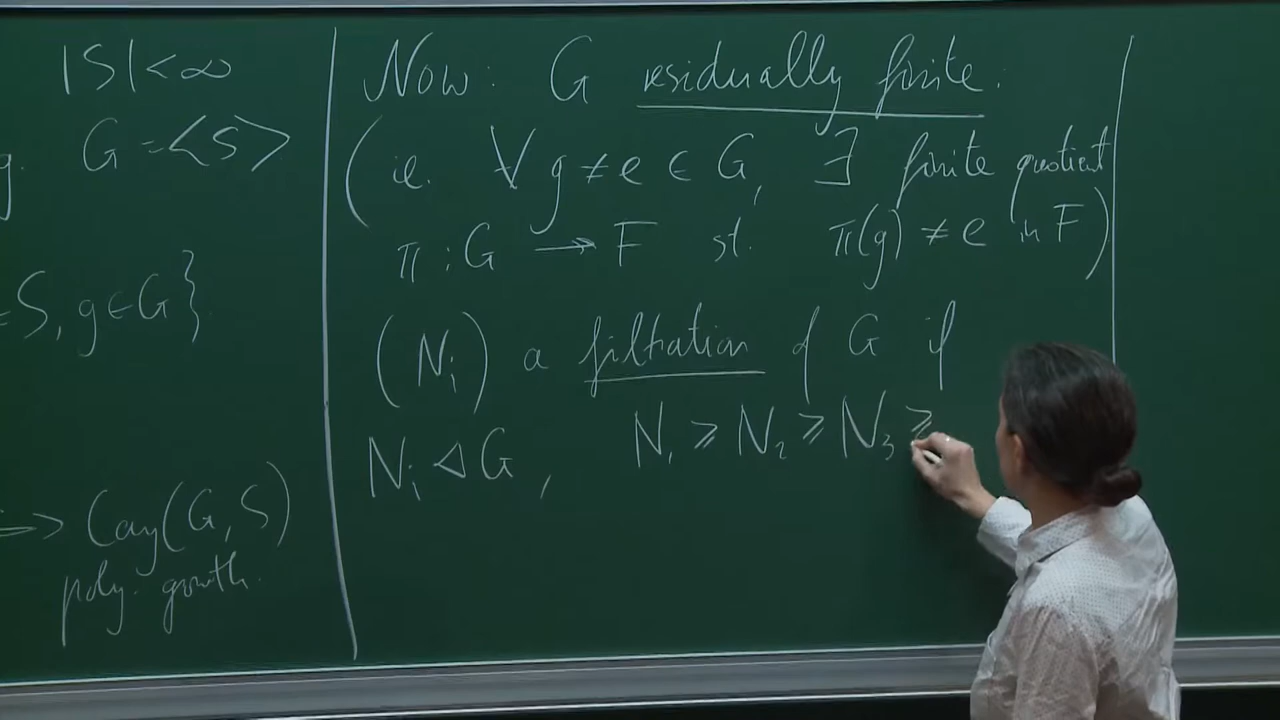 |S| < ∞
g. G = <S>
S, g ∈ G}
=> Cay(G, S)
poly. growth.
Now: G residually finite:
(ie. ∀ g ≠ e ∈ G, ∃ finite quotient
π: G ↠ F st. π(g) ≠ e in F)
(Nᵢ) a filtration of G if
Nᵢ ◁ G, N₁ ⩾ N₂ ⩾ N₃ ⩾